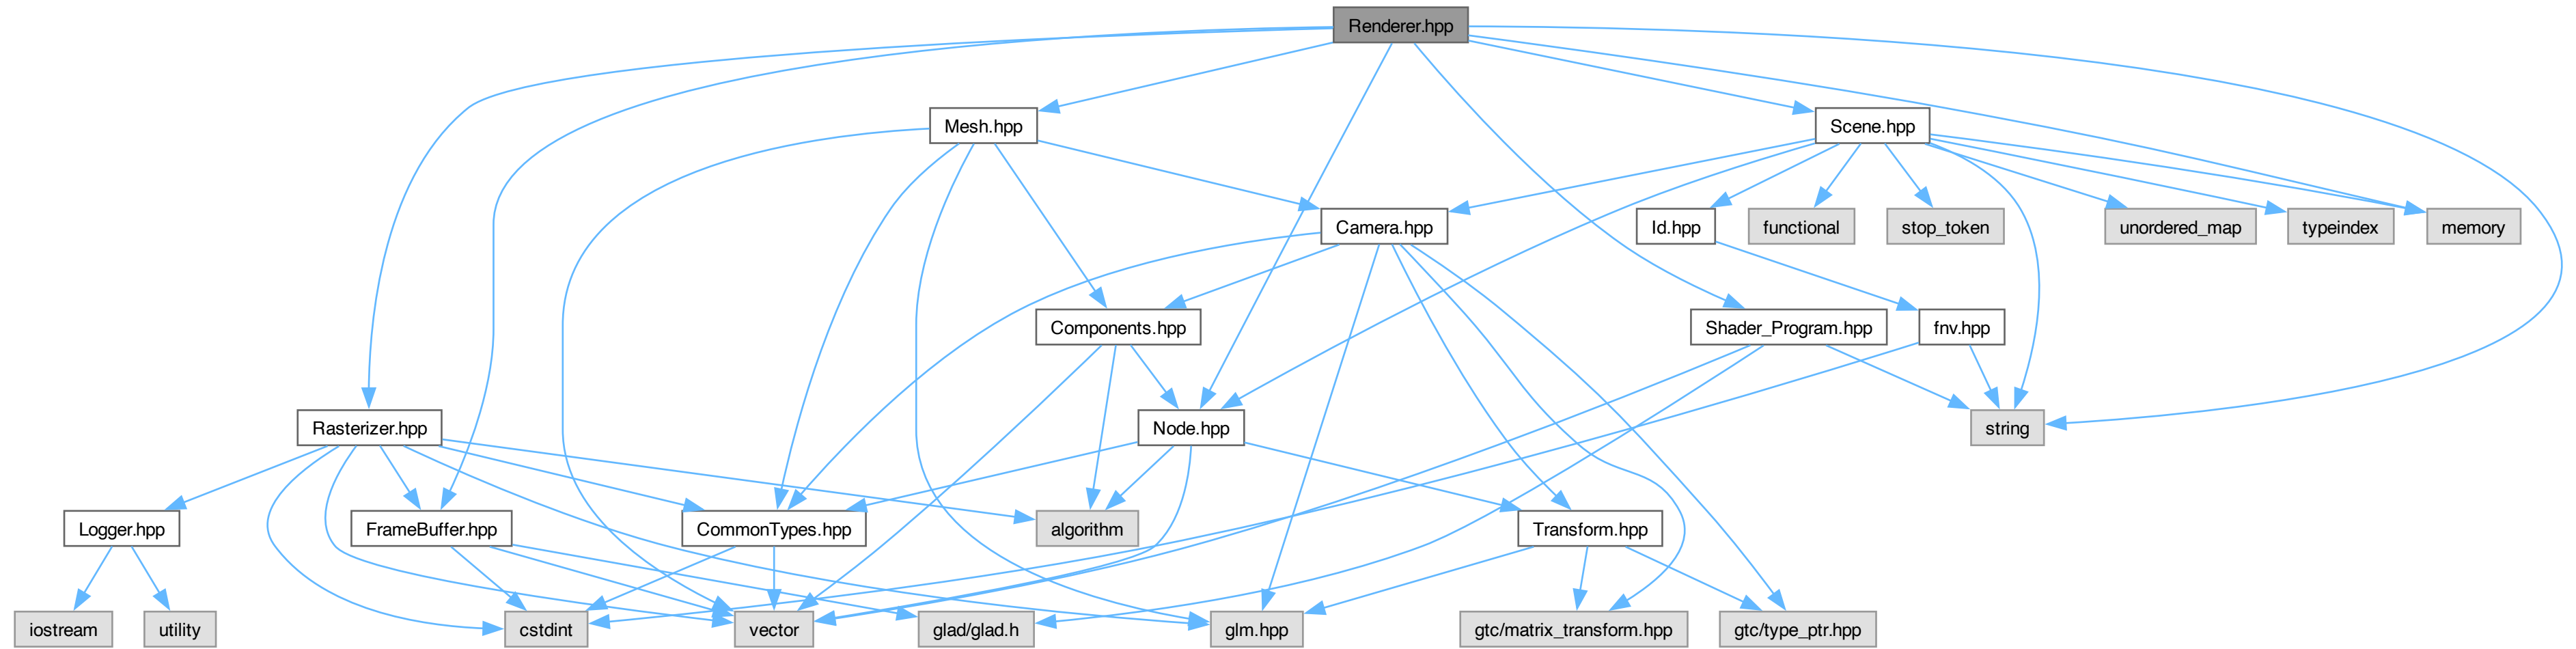 Renderer.hpp
Mesh.hpp
Scene.hpp
Camera.hpp
Id.hpp
functional
stop_token
unordered_map
typeindex
memory
Components.hpp
Shader_Program.hpp
fnv.hpp
Rasterizer.hpp
Node.hpp
string
Logger.hpp
FrameBuffer.hpp
CommonTypes.hpp
algorithm
Transform.hpp
iostream
utility
cstdint
vector
glad/glad.h
glm.hpp
gtc/matrix_transform.hpp
gtc/type_ptr.hpp